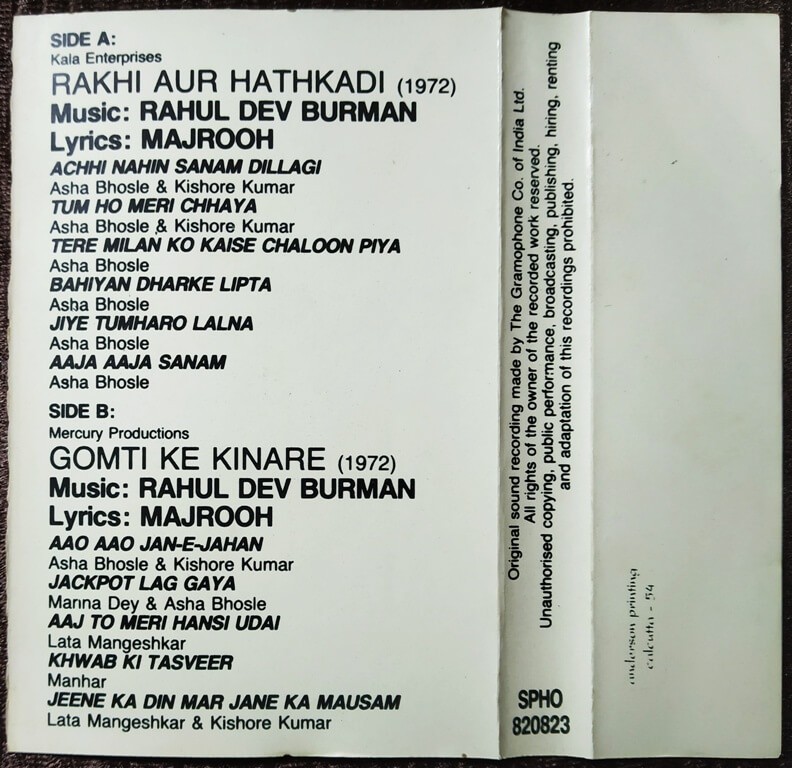 SIDE A:
Kala Enterprises
RAKHI AUR HATHKADI (1972)
Music: RAHUL DEV BURMAN
Lyrics: MAJROOH
ACHHI NAHIN SANAM DILLAGI
Asha Bhosle & Kishore Kumar
TUM HO MERI CHHAYA
Asha Bhosle & Kishore Kumar
TERE MILAN KO KAISE CHALOON PIYA
Asha Bhosle
BAHIYAN DHARKE LIPTA
Asha Bhosle
JIYE TUMHARO LALNA
Asha Bhosle
AAJA AAJA SANAM
Asha Bhosle
SIDE B:
Mercury Productions
GOMTI KE KINARE (1972)
Music: RAHUL DEV BURMAN
Lyrics: MAJROOH
AAO AAO JAN-E-JAHAN
Asha Bhosle & Kishore Kumar
JACKPOT LAG GAYA
Manna Dey & Asha Bhosle
AAJ TO MERI HANSI UDAI
Lata Mangeshkar
KHWAB KI TASVEER
Manhar
JEENE KA DIN MAR JANE KA MAUSAM
Lata Mangeshkar & Kishore Kumar
Original sound recording made by The Gramophone Co. of India Ltd.
All rights of the owner of the recorded work reserved.
Unauthorised copying, public performance, broadcasting, publishing, hiring, renting
and adaptation of this recordings prohibited.
SPHO
820823
anderson printing
calcutta - 54